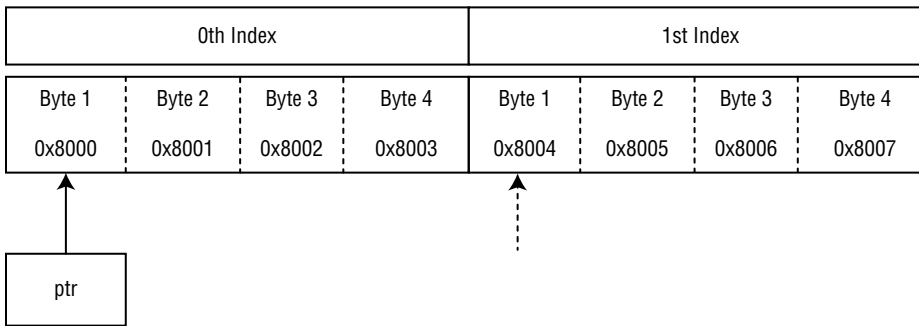 0th Index 1st Index
Byte 1 Byte 2 Byte 3 Byte 4 Byte 1 Byte 2 Byte 3 Byte 4
0x8000 0x8001 0x8002 0x8003 0x8004 0x8005 0x8006 0x8007
ptr